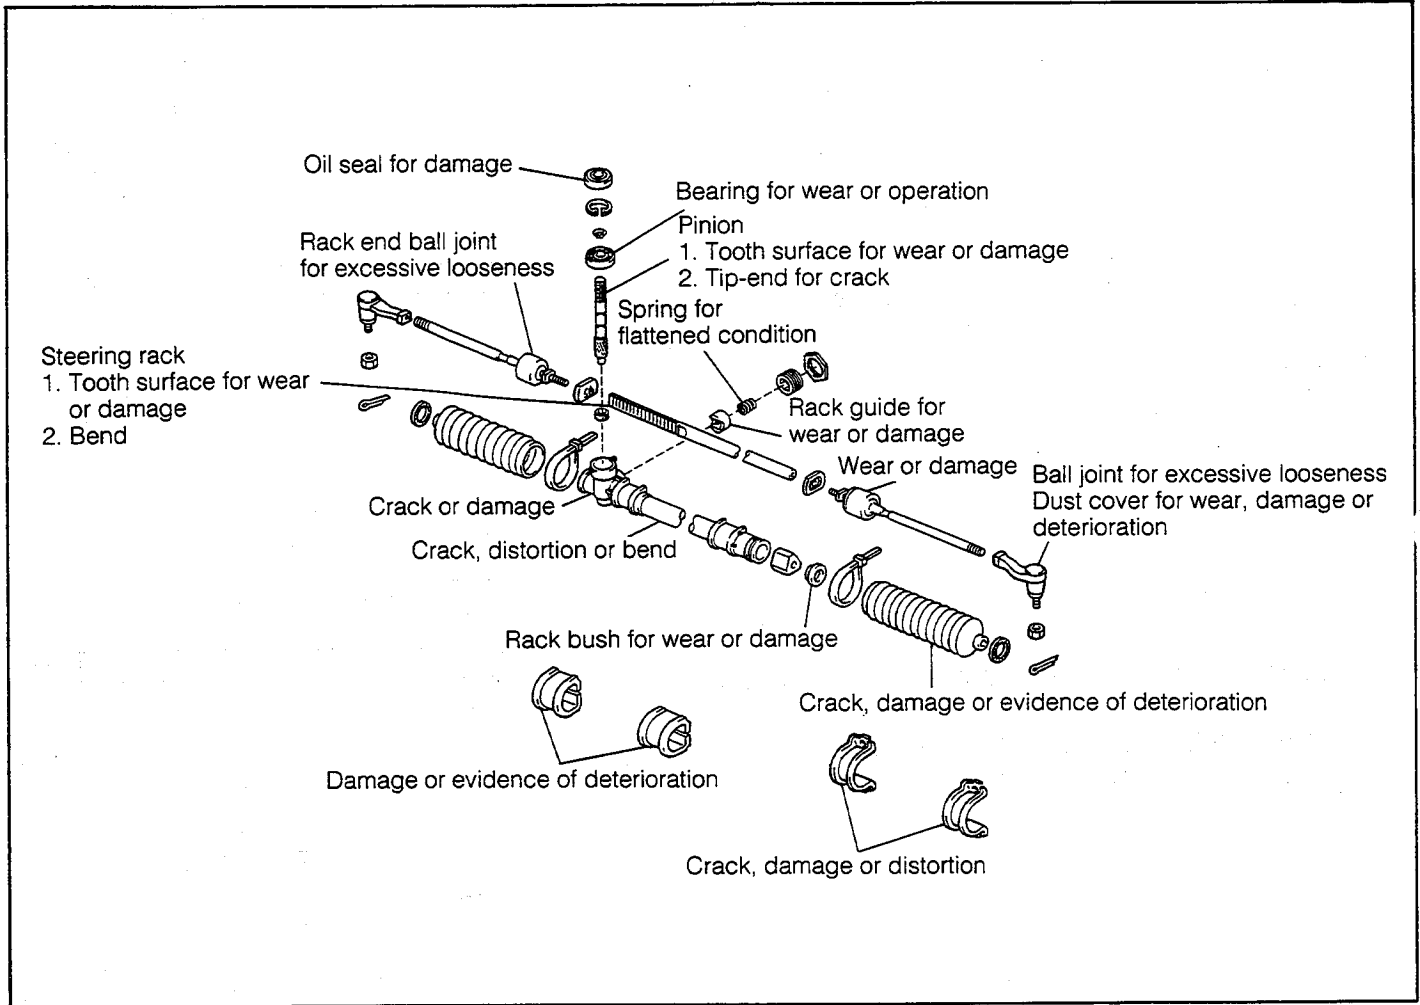 Oil seal for damage
Bearing for wear or operation
Pinion
1. Tooth surface for wear or damage
2. Tip-end for crack
Rack end ball joint
for excessive looseness
Spring for
flattened condition
Steering rack
1. Tooth surface for wear
or damage
2. Bend
Rack guide for
wear or damage
Wear or damage
Ball joint for excessive looseness
Dust cover for wear, damage or
deterioration
Crack or damage
Crack, distortion or bend
Rack bush for wear or damage
Crack, damage or evidence of deterioration
Damage or evidence of deterioration
Crack, damage or distortion